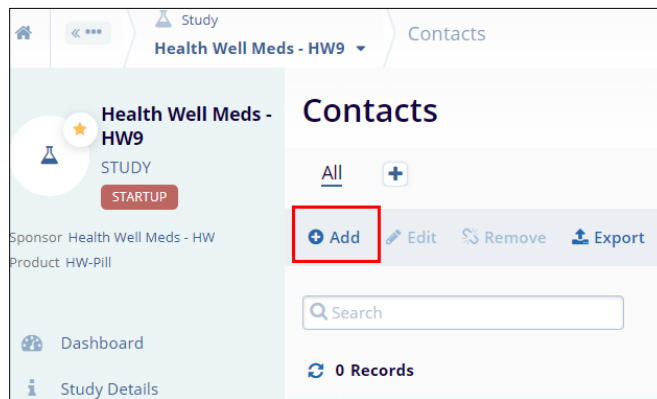 Study
Health Well Meds - HW9
Contacts
Health Well Meds -
HW9
STUDY
STARTUP
Sponsor Health Well Meds - HW
Product HW-Pill
Dashboard
Study Details
Contacts
All
Add Edit Remove Export
Search
0 Records